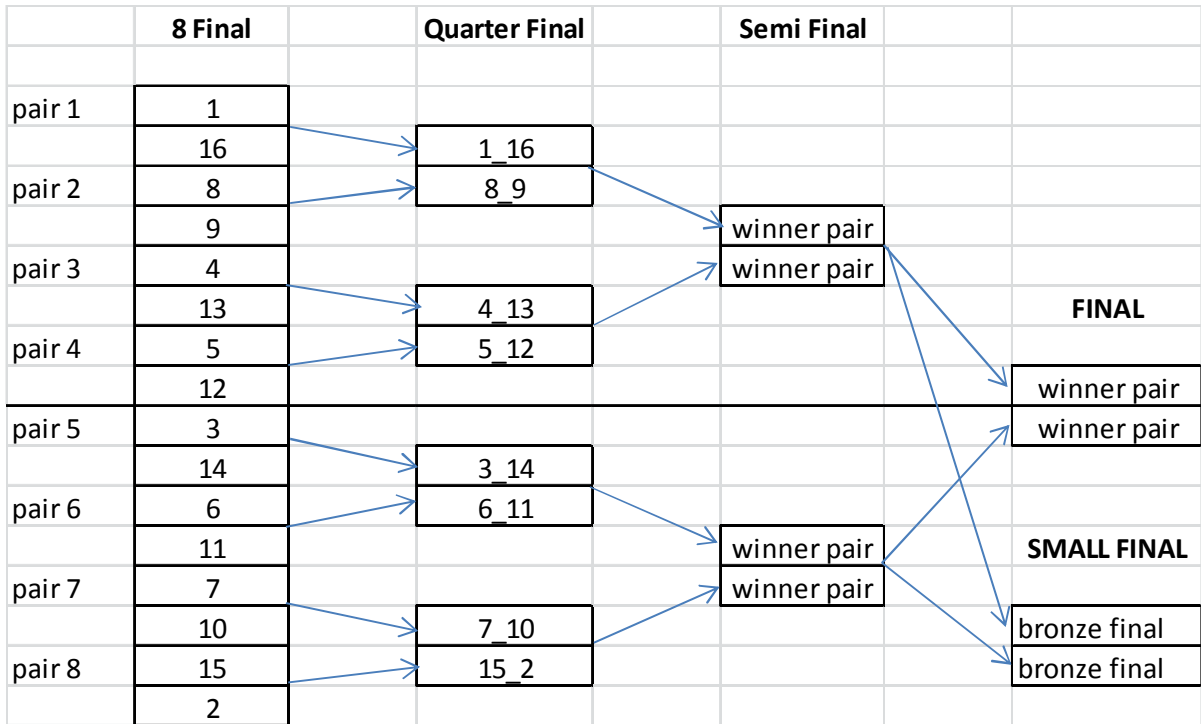 8 Final Quarter Final Semi Final
pair 1 1
16 1_16
pair 2 8 8_9
9 winner pair
pair 3 4 winner pair
13 4_13 FINAL
pair 4 5 5_12
12 winner pair
pair 5 3 winner pair
14 3_14
pair 6 6 6_11
11 winner pair SMALL FINAL
pair 7 7 winner pair
10 7_10 bronze final
pair 8 15 15_2 bronze final
2